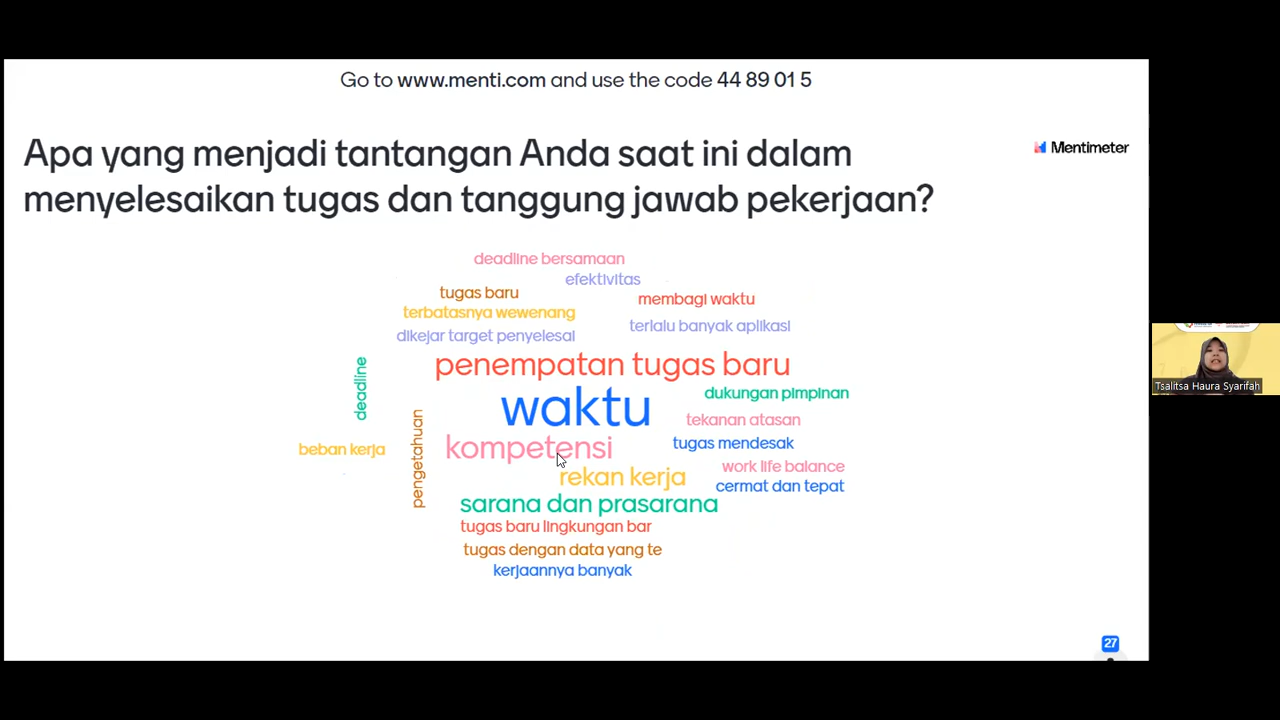 Go to www.menti.com and use the code 44 89 01 5
Apa yang menjadi tantangan Anda saat ini dalam
menyelesaikan tugas dan tanggung jawab pekerjaan?
Mentimeter
deadline bersamaan
efektivitas
tugas baru
membagi waktu
terbatasnya wewenang
terlalu banyak aplikasi
dikejar target penyelesai
penempatan tugas baru
deadline
dukungan pimpinan
waktu
tekanan atasan
tugas mendesak
kompetensi
beban kerja
pengetahuan
work life balance
rekan kerja
cermat dan tepat
sarana dan prasarana
tugas baru lingkungan bar
tugas dengan data yang te
kerjaannya banyak
27
Tsalitsa Haura Syarifah